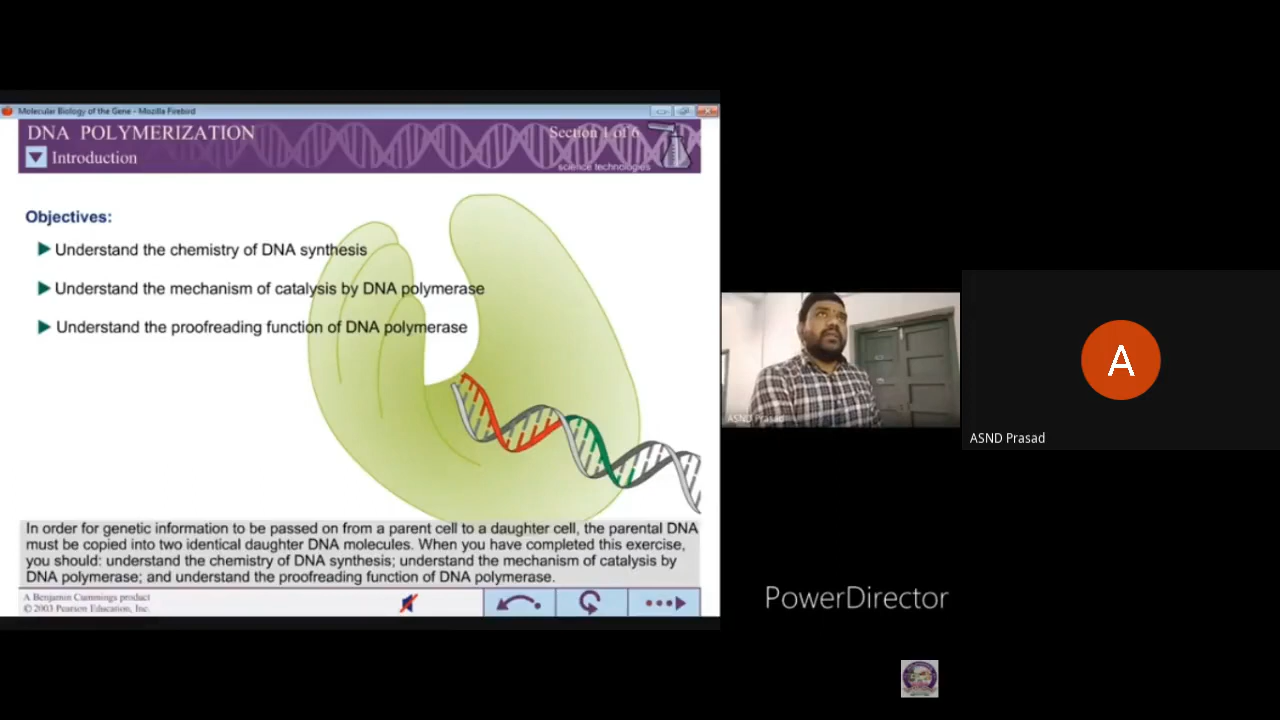 Molecular Biology of the Gene - Mozilla Firebird
DNA POLYMERIZATION
Section 1 of 6
Introduction
science technologies
Objectives:
Understand the chemistry of DNA synthesis
Understand the mechanism of catalysis by DNA polymerase
Understand the proofreading function of DNA polymerase
In order for genetic information to be passed on from a parent cell to a daughter cell, the parental DNA
must be copied into two identical daughter DNA molecules. When you have completed this exercise,
you should: understand the chemistry of DNA synthesis; understand the mechanism of catalysis by
DNA polymerase; and understand the proofreading function of DNA polymerase.
A Benjamin Cummings product
© 2003 Pearson Education, Inc.
ASND Prasad
A
ASND Prasad
PowerDirector